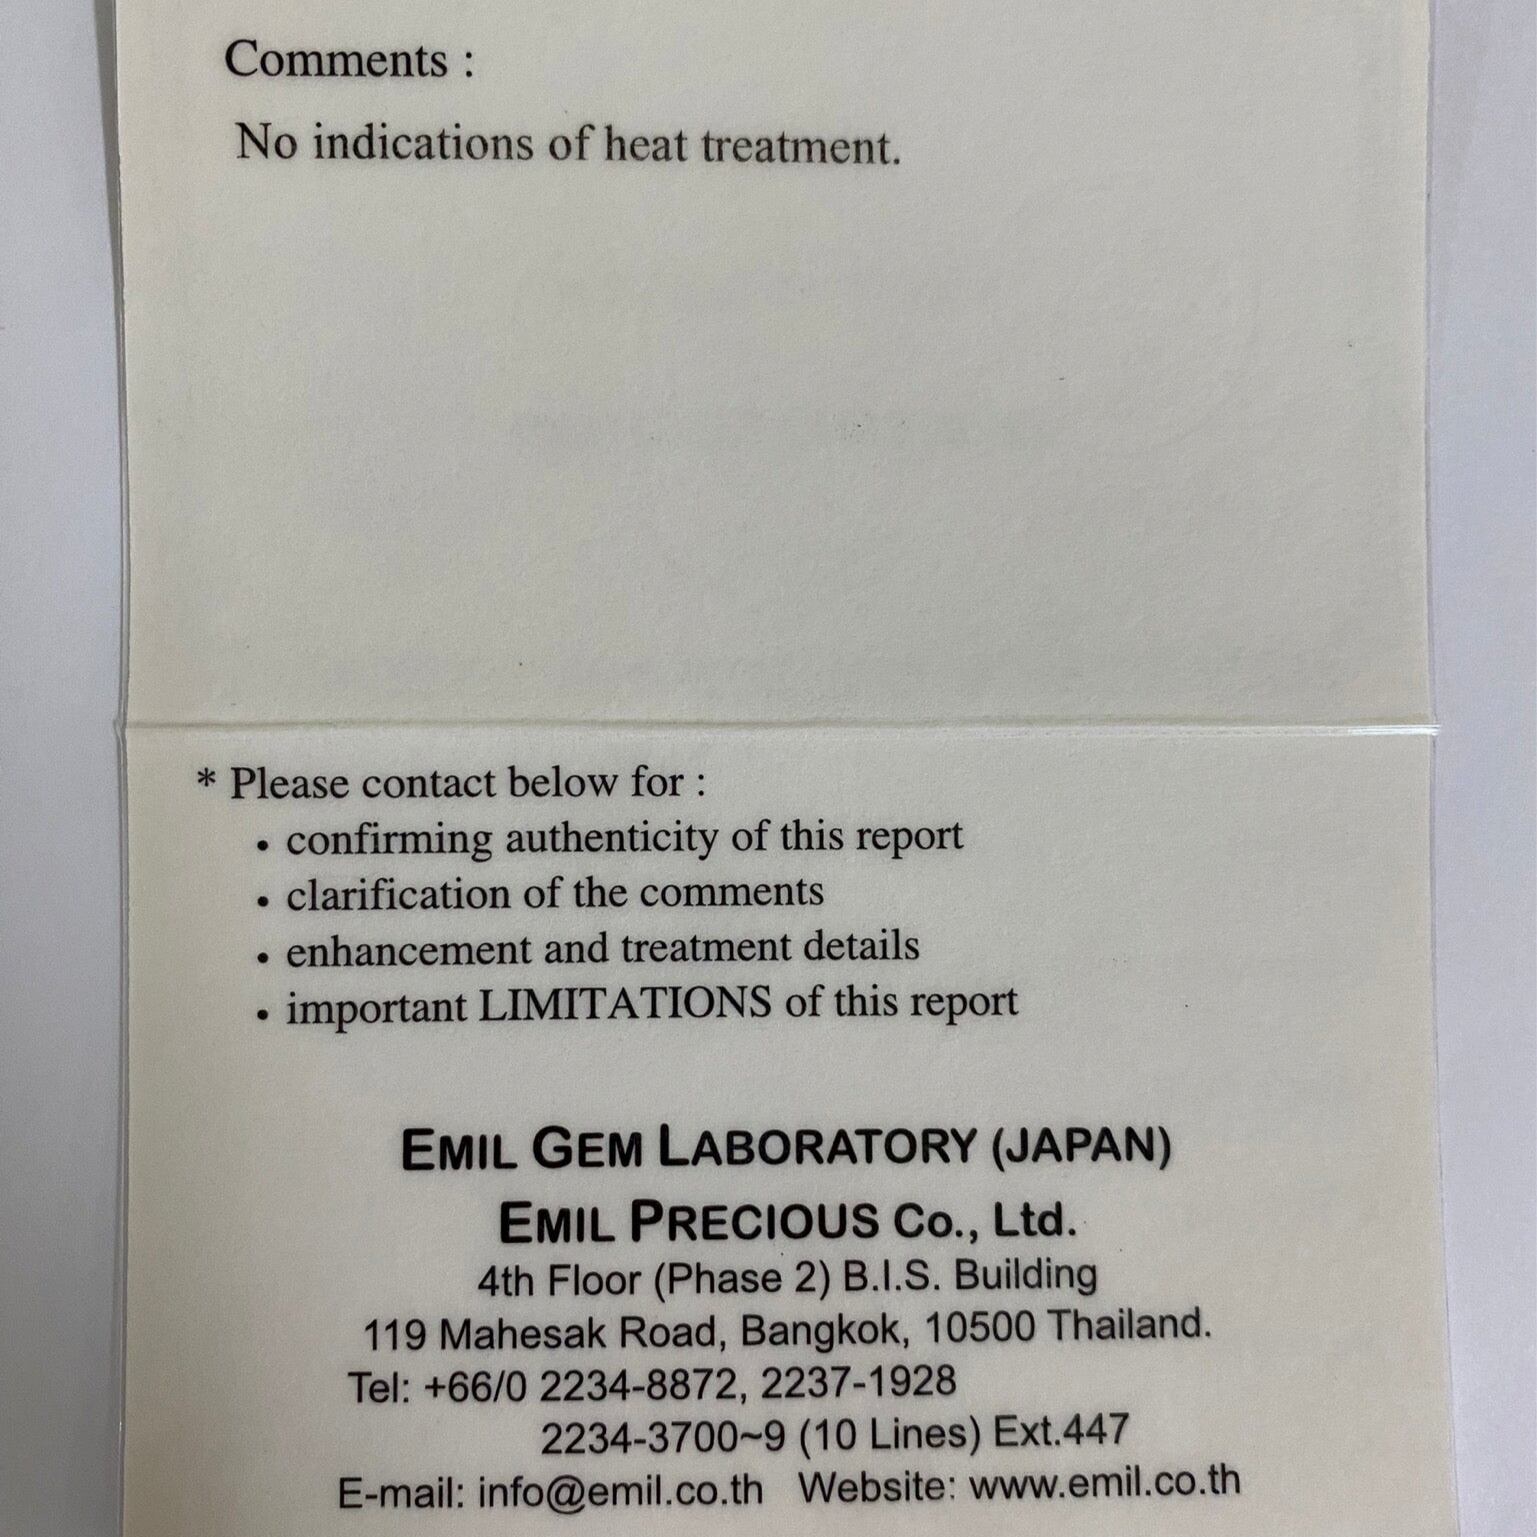 Comments :
No indications of heat treatment.
* Please contact below for :
• confirming authenticity of this report
• clarification of the comments
• enhancement and treatment details
• important LIMITATIONS of this report
EMIL GEM LABORATORY (JAPAN)
EMIL PRECIOUS Co., Ltd.
4th Floor (Phase 2) B.I.S. Building
119 Mahesak Road, Bangkok, 10500 Thailand.
Tel: +66/0 2234-8872, 2237-1928
2234-3700~9 (10 Lines) Ext.447
E-mail: info@emil.co.th Website: www.emil.co.th